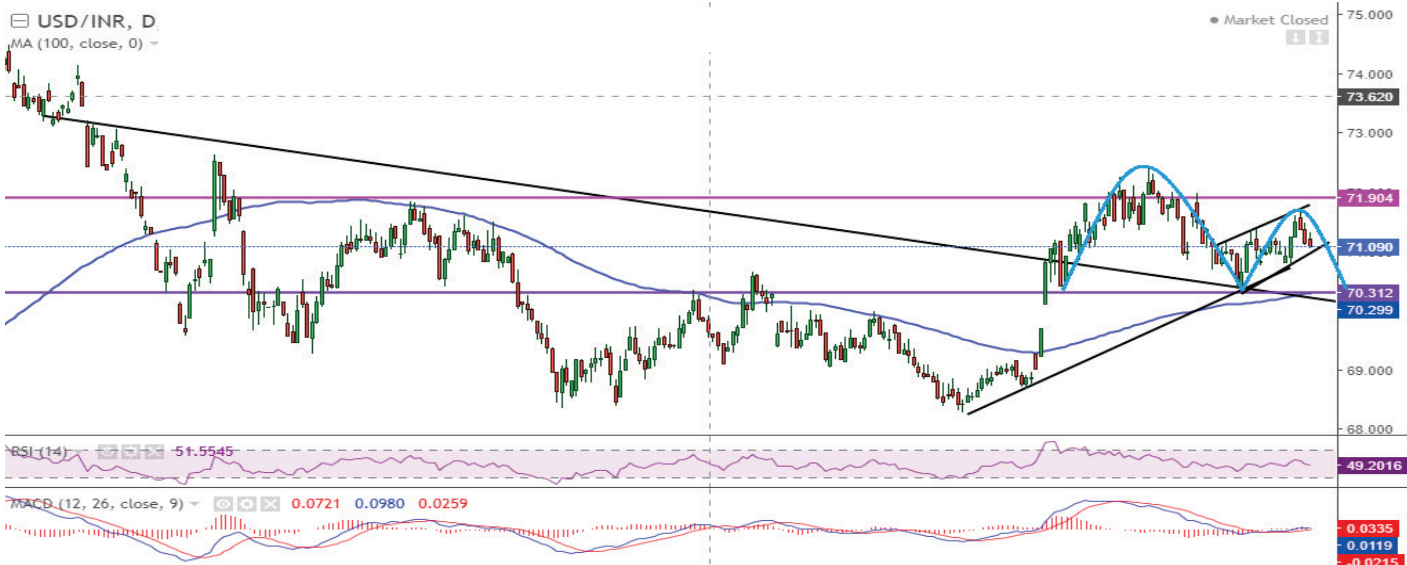 USD/INR, D
MA (100, close, 0)
Market Closed
75.000
74.000
73.620
73.000
71.904
71.090
70.312
70.299
69.000
68.000
RSI (14) 51.5545
49.2016
MACD (12, 26, close, 9) 0.0721 0.0980 0.0259
0.0335
0.0119
-0.0215